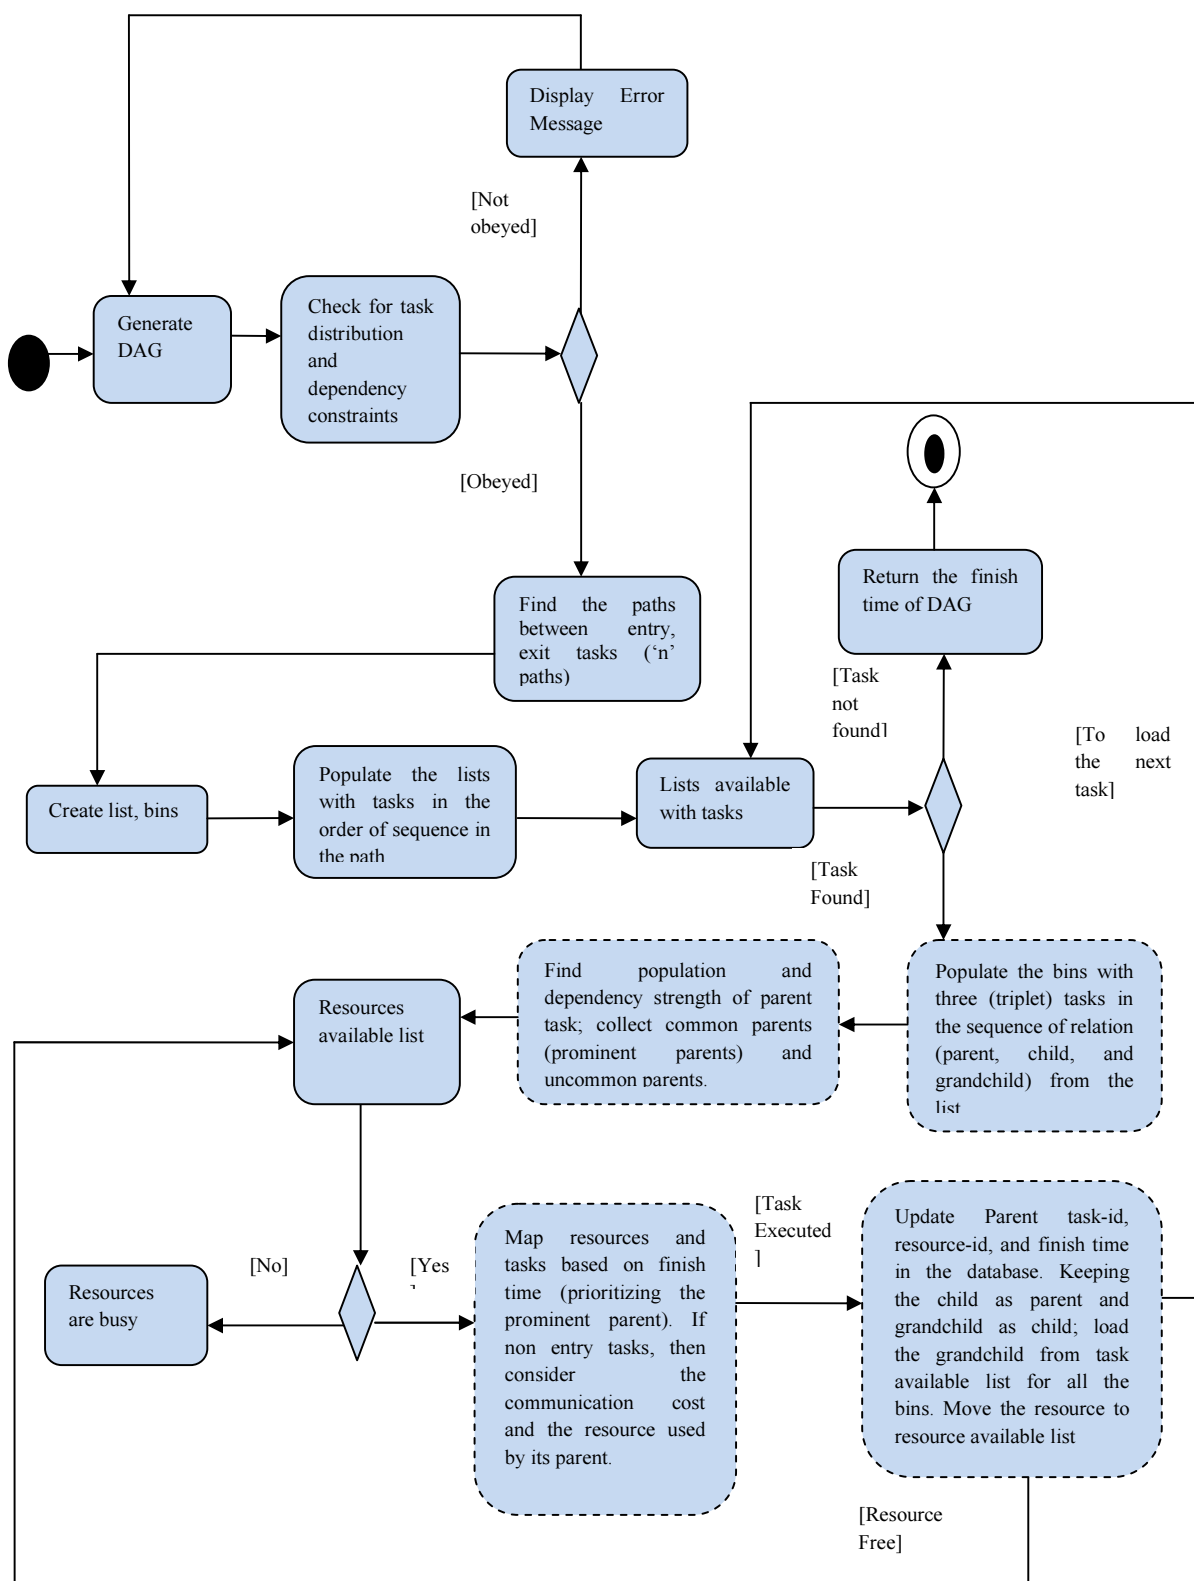 Display Error
Message
[Not
obeyed]
Generate
DAG
Check for task
distribution
and
dependency
constraints
[Obeyed]
Find the paths
between entry,
exit tasks (‘n’
paths)
Return the finish
time of DAG
[Task
not
found]
[To load
the next
task]
Create list, bins
Populate the lists
with tasks in the
order of sequence in
the path
Lists available
with tasks
[Task
Found]
Resources
available list
Find population and
dependency strength of parent
task; collect common parents
(prominent parents) and
uncommon parents.
Populate the bins with
three (triplet) tasks in
the sequence of relation
(parent, child, and
grandchild) from the
list
Resources
are busy
[No]
[Yes
]
Map resources and
tasks based on finish
time (prioritizing the
prominent parent). If
non entry tasks, then
consider the
communication cost
and the resource used
by its parent.
[Task
Executed
]
Update Parent task-id,
resource-id, and finish time
in the database. Keeping
the child as parent and
grandchild as child; load
the grandchild from task
available list for all the
bins. Move the resource to
resource available list
[Resource
Free]